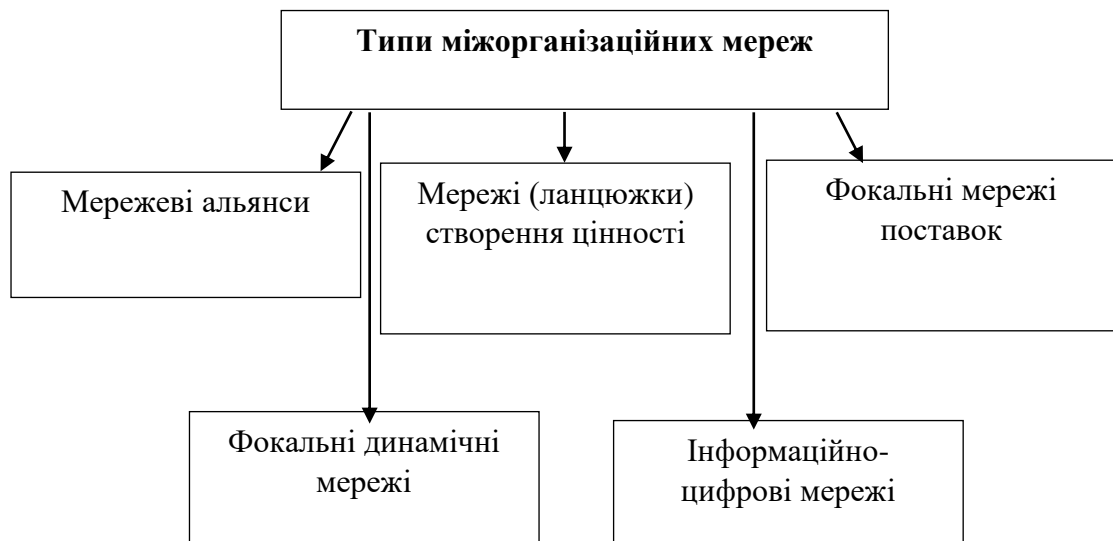 Типи міжорганізаційних мереж
Мережеві альянси
Мережі (ланцюжки)
створення цінності
Фокальні мережі
поставок
Фокальні динамічні
мережі
Інформаційно-
цифрові мережі